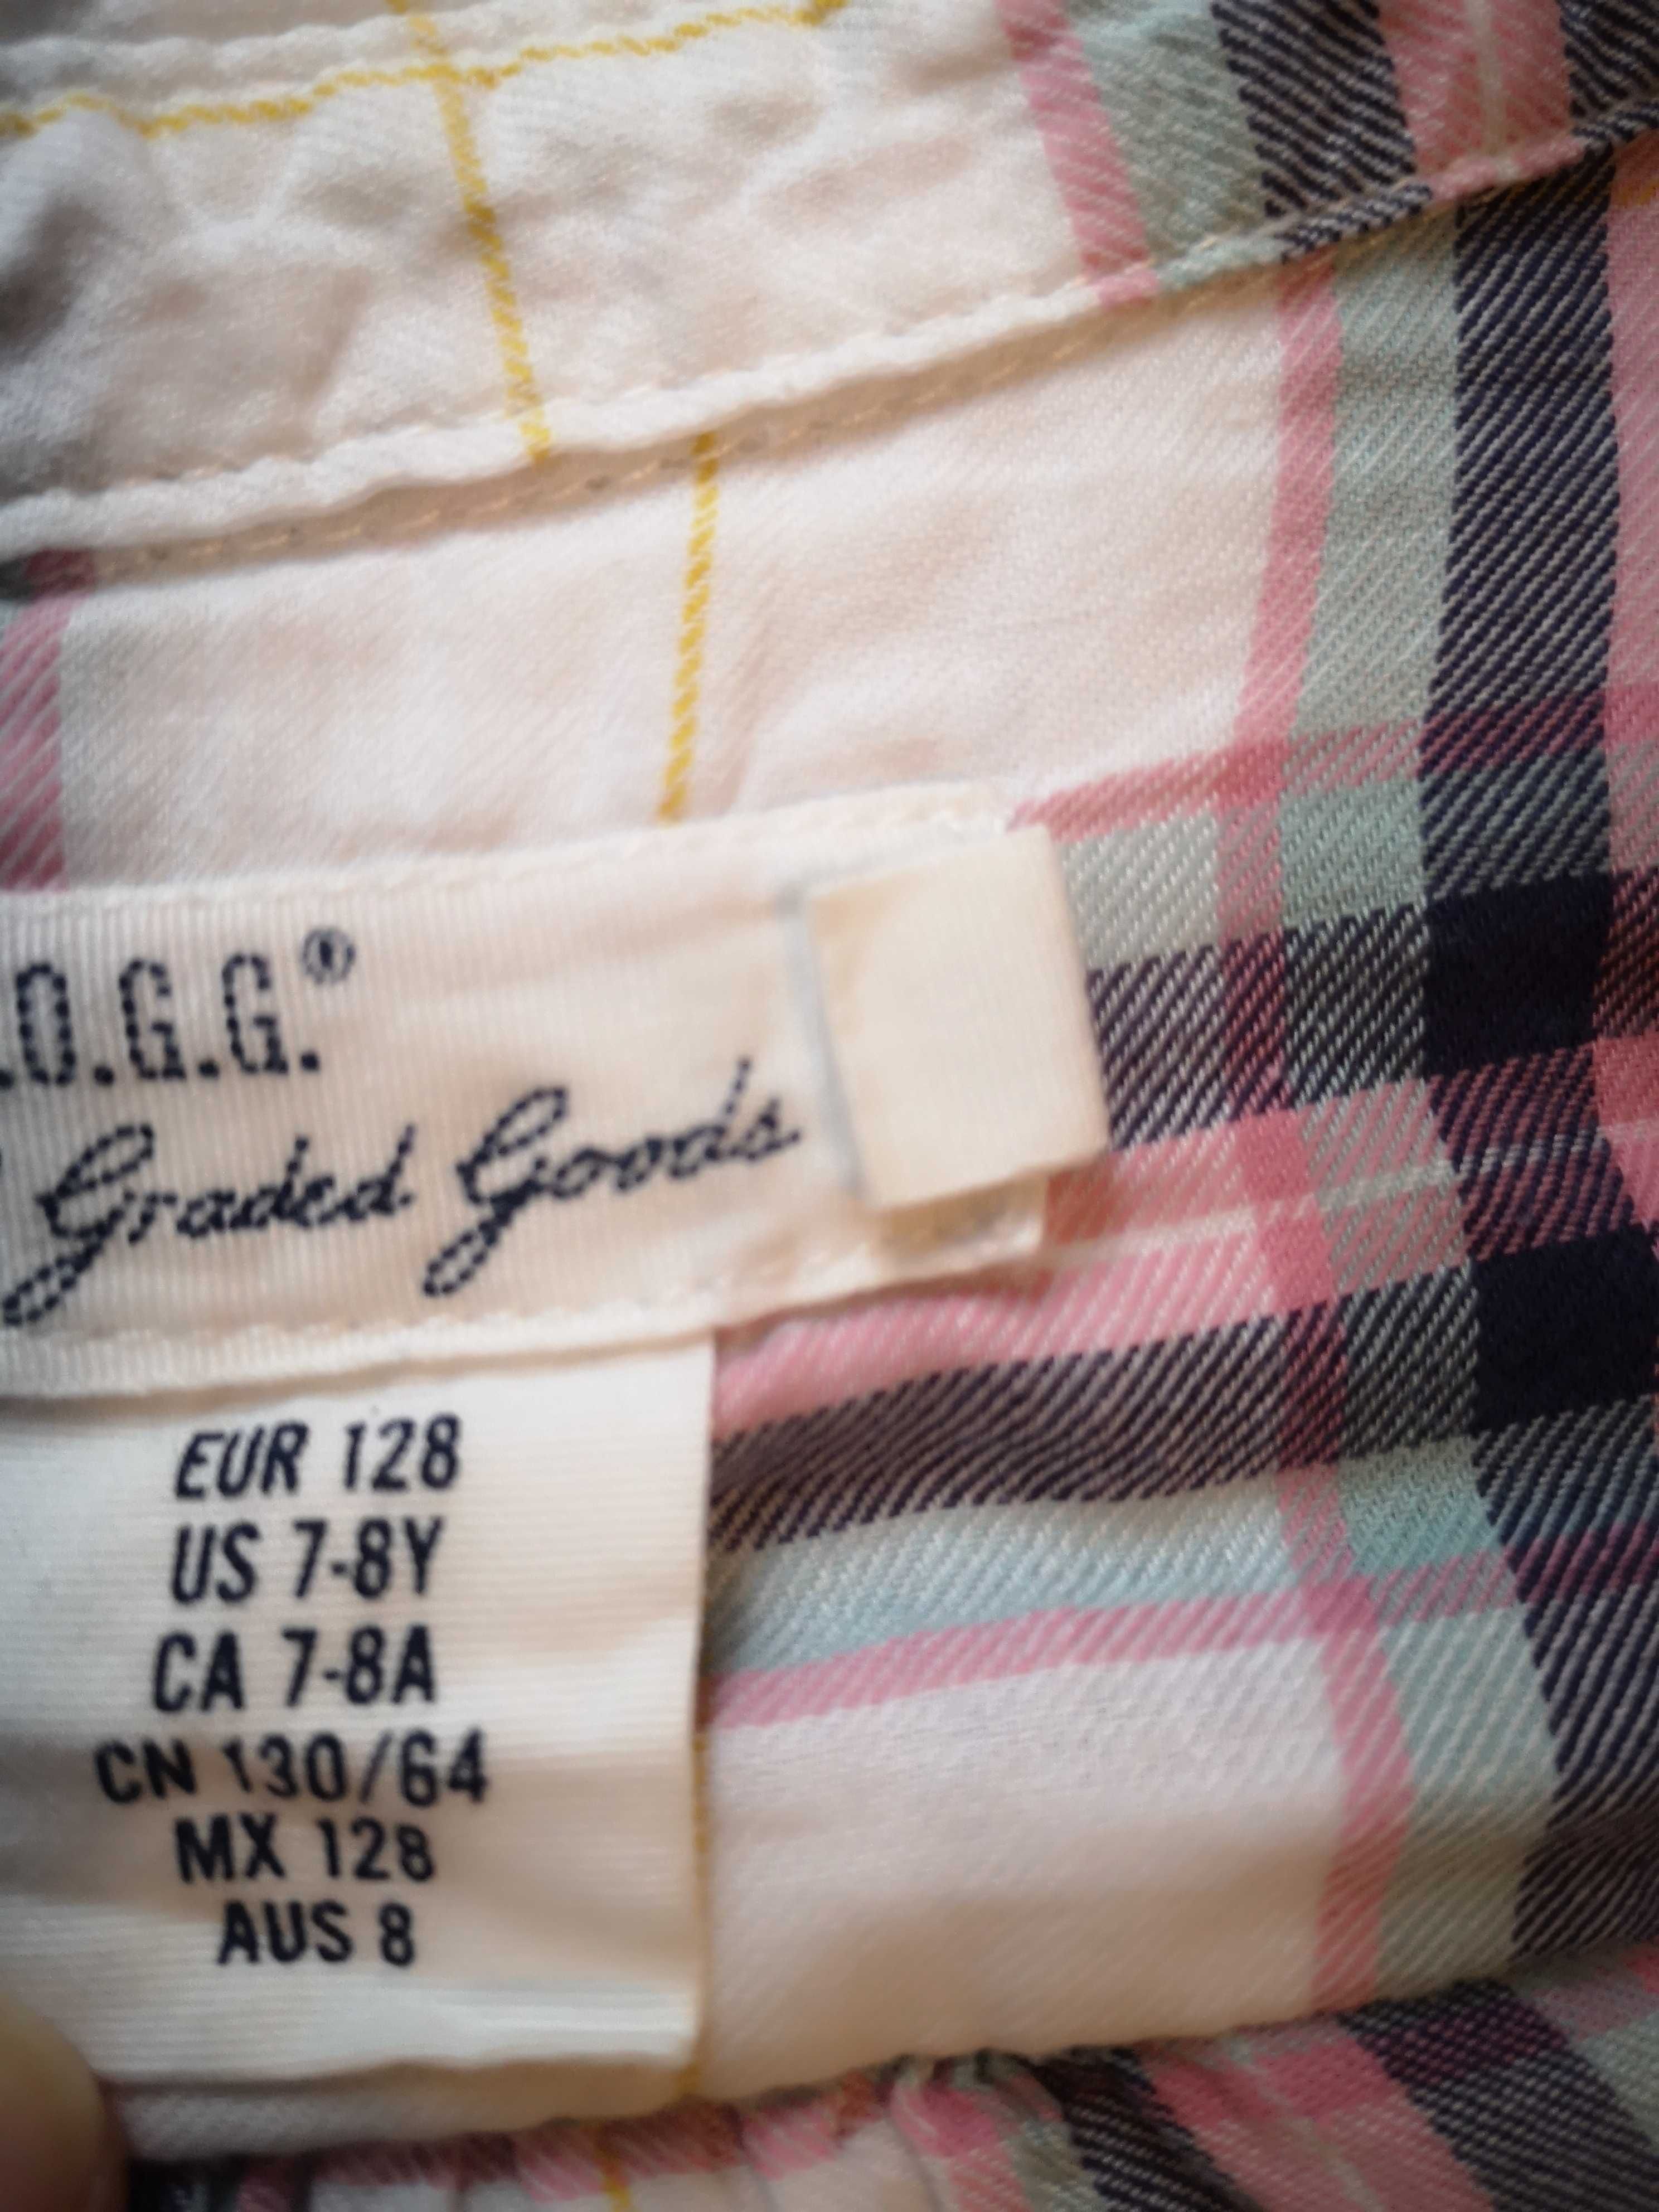 .O.G.G.®
Graded Goods
EUR 128
US 7-8Y
CA 7-8A
CN 130/64
MX 128
AUS 8